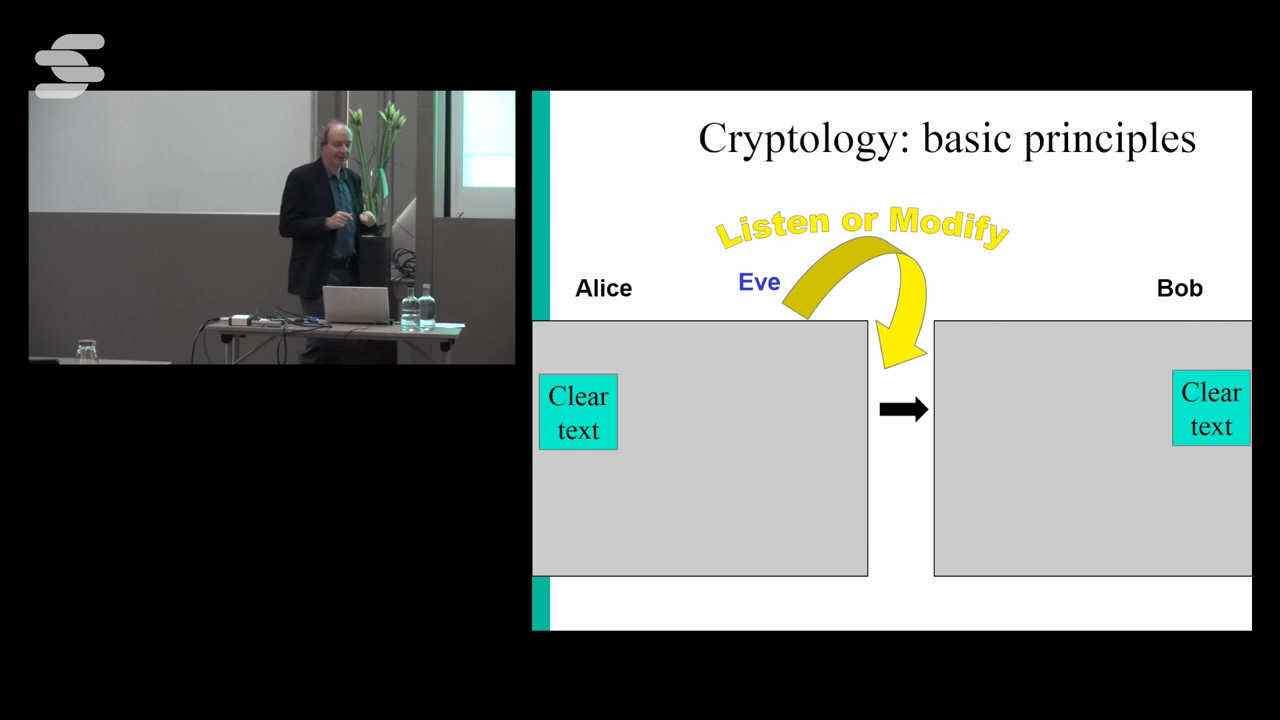 Cryptology: basic principles
Listen or Modify
Alice
Eve
Bob
Clear
text
Clear
text